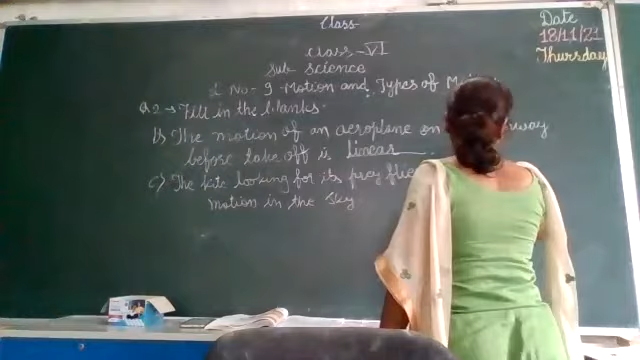 Class
Date
18/11/21
Thursday
Class - VI
Sub Science
L No - 9 Motion and Types of
Q 2 → Fill in the blanks.
b) The motion of an aeroplane on
before take off is linear
c) The kite looking for its prey flies
motion in the sky.